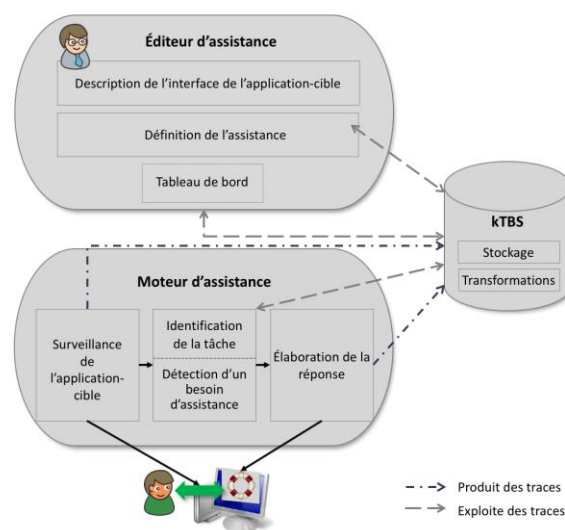 Éditeur d'assistance
Description de l'interface de l'application-cible
Définition de l'assistance
Tableau de bord
kTBS
Stockage
Transformations
Moteur d'assistance
Surveillance
de
l'application-
cible
Identification
de la tâche
Détection d'un
besoin
d'assistance
Élaboration de la
réponse
Produit des traces
Exploite des traces